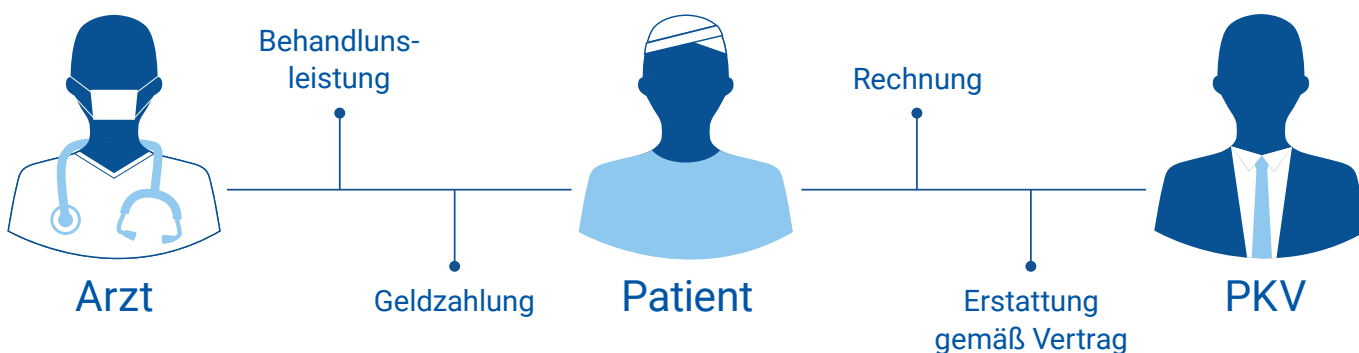 Behandluns-
leistung
Rechnung
Arzt
Geldzahlung
Patient
Erstattung
gemäß Vertrag
PKV